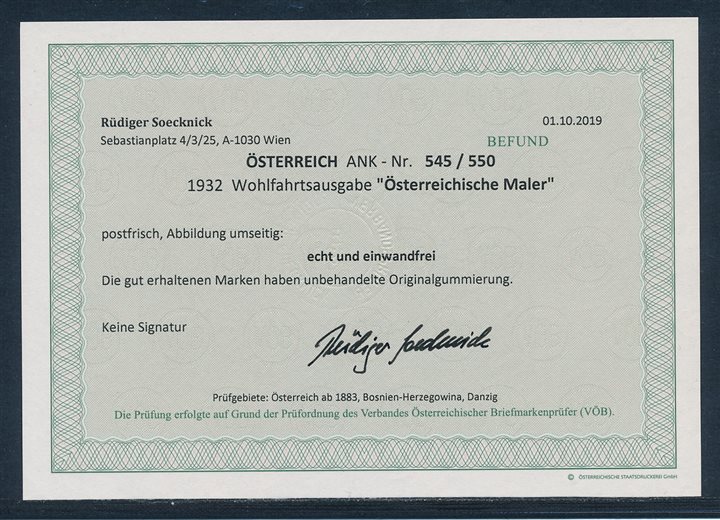 Rüdiger Soecknick 01.10.2019
Sebastianplatz 4/3/25, A-1030 Wien BEFUND
ÖSTERREICH ANK - Nr. 545 / 550
1932 Wohlfahrtsausgabe "Österreichische Maler"
postfrisch, Abbildung umseitig:
echt und einwandfrei
Die gut erhaltenen Marken haben unbehandelte Originalgummierung.
Keine Signatur
Rüdiger Soecknick
Prüfgebiete: Österreich ab 1883, Bosnien-Herzegowina, Danzig
Die Prüfung erfolgte auf Grund der Prüfordnung des Verbandes Österreichischer Briefmarkenprüfer (VÖB).
© ÖSTERREICHISCHE STAATSDRUCKEREI GmbH